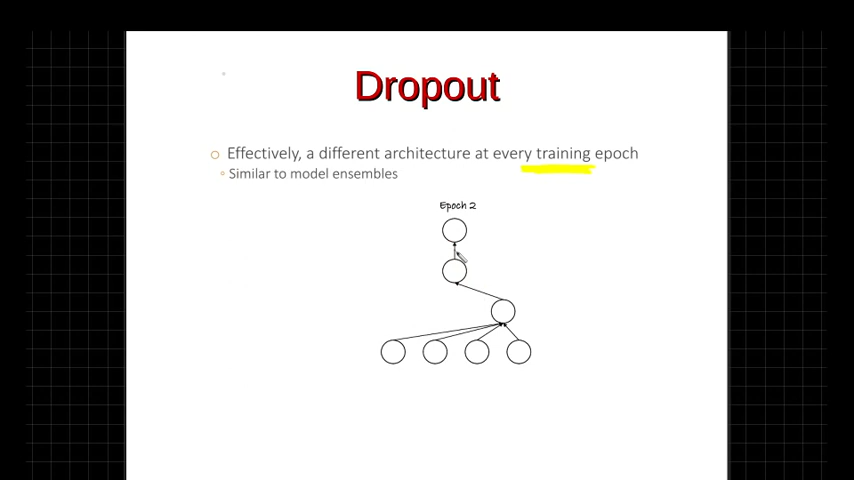 Dropout
Effectively, a different architecture at every training epoch
Similar to model ensembles
Epoch 2